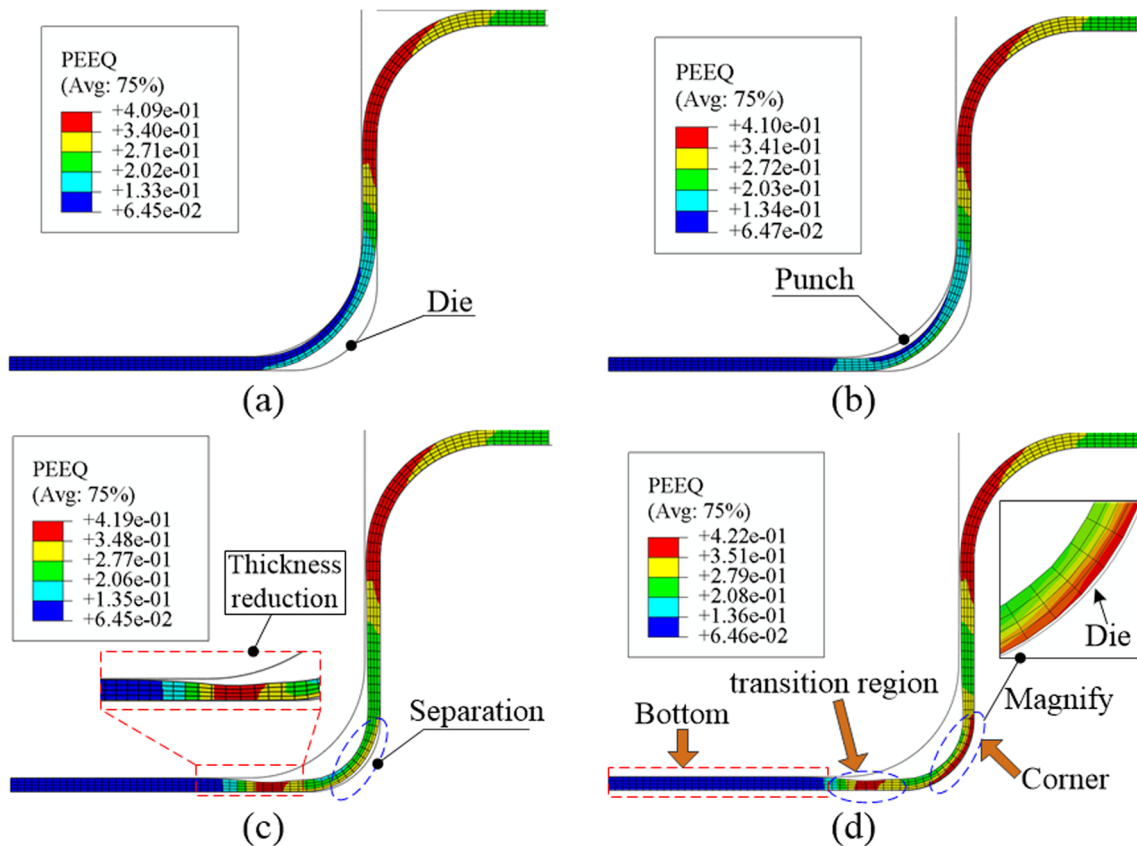 PEEQ
(Avg: 75%)
+4.09e-01
+3.40e-01
+2.71e-01
+2.02e-01
+1.33e-01
+6.45e-02
Die
(a)
PEEQ
(Avg: 75%)
+4.10e-01
+3.41e-01
+2.72e-01
+2.03e-01
+1.34e-01
+6.47e-02
Punch
(b)
PEEQ
(Avg: 75%)
+4.19e-01
+3.48e-01
+2.77e-01
+2.06e-01
+1.35e-01
+6.45e-02
Thickness
reduction
Separation
(c)
PEEQ
(Avg: 75%)
+4.22e-01
+3.51e-01
+2.79e-01
+2.08e-01
+1.36e-01
+6.46e-02
Die
Magnify
transition region
Bottom
Corner
(d)